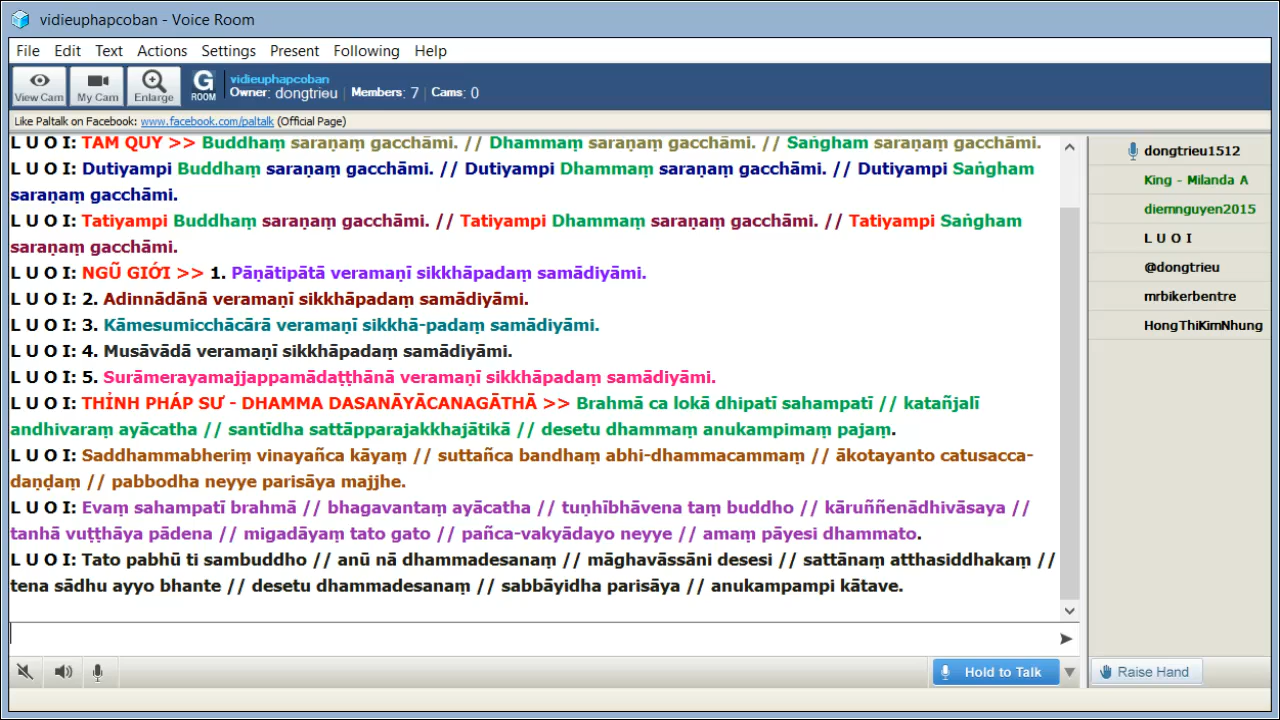 vidieuphapcoban - Voice Room
File Edit Text Actions Settings Present Following Help
View Cam My Cam Enlarge G ROOM vidieuphapcoban
Owner: dongtrieu | Members: 7 | Cams: 0
Like Paltalk on Facebook: www.facebook.com/paltalk (Official Page)
L U O I: TAM QUY >> Buddhaṃ saraṇaṃ gacchāmi. // Dhammaṃ saraṇaṃ gacchāmi. // Saṅgham saraṇaṃ gacchāmi.
L U O I: Dutiyampi Buddhaṃ saraṇaṃ gacchāmi. // Dutiyampi Dhammaṃ saraṇaṃ gacchāmi. // Dutiyampi Saṅgham
saraṇaṃ gacchāmi.
L U O I: Tatiyampi Buddhaṃ saraṇaṃ gacchāmi. // Tatiyampi Dhammaṃ saraṇaṃ gacchāmi. // Tatiyampi Saṅgham
saraṇaṃ gacchāmi.
L U O I: NGŨ GIỚI >> 1. Pāṇātipātā veramaṇī sikkhāpadaṃ samādiyāmi.
L U O I: 2. Adinnādānā veramaṇī sikkhāpadaṃ samādiyāmi.
L U O I: 3. Kāmesumicchācārā veramaṇī sikkhā-padaṃ samādiyāmi.
L U O I: 4. Musāvādā veramaṇī sikkhāpadaṃ samādiyāmi.
L U O I: 5. Surāmerayamajjappamādaṭṭhānā veramaṇī sikkhāpadaṃ samādiyāmi.
L U O I: THỈNH PHÁP SƯ - DHAMMA DASANĀYĀCANAGĀTHĀ >> Brahmā ca lokā dhipatī sahampatī // katañjalī
andhivaraṃ ayācatha // santīdha sattāpparajakkhajātikā // desetu dhammaṃ anukampimaṃ pajaṃ.
L U O I: Saddhammabheriṃ vinayañca kāyaṃ // suttañca bandhaṃ abhi-dhammacammaṃ // ākotayanto catusacca-
daṇḍaṃ // pabbodha neyye parisāya majjhe.
L U O I: Evaṃ sahampatī brahmā // bhagavantaṃ ayācatha // tuṇhībhāvena taṃ buddho // kāruññenādhivāsaya //
tanhā vuṭṭhāya pādena // migadāyaṃ tato gato // pañca-vakyādayo neyye // amaṃ pāyesi dhammato.
L U O I: Tato pabhū ti sambuddho // anū nā dhammadesanaṃ // māghavāssāni desesi // sattānaṃ atthasiddhakaṃ //
tena sādhu ayyo bhante // desetu dhammadesanaṃ // sabbāyidha parisāya // anukampampi kātave.
dongtrieu1512
King - Milanda A
diemnguyen2015
L U O I
@dongtrieu
mrbikerbentre
HongThiKimNhung
Hold to Talk Raise Hand